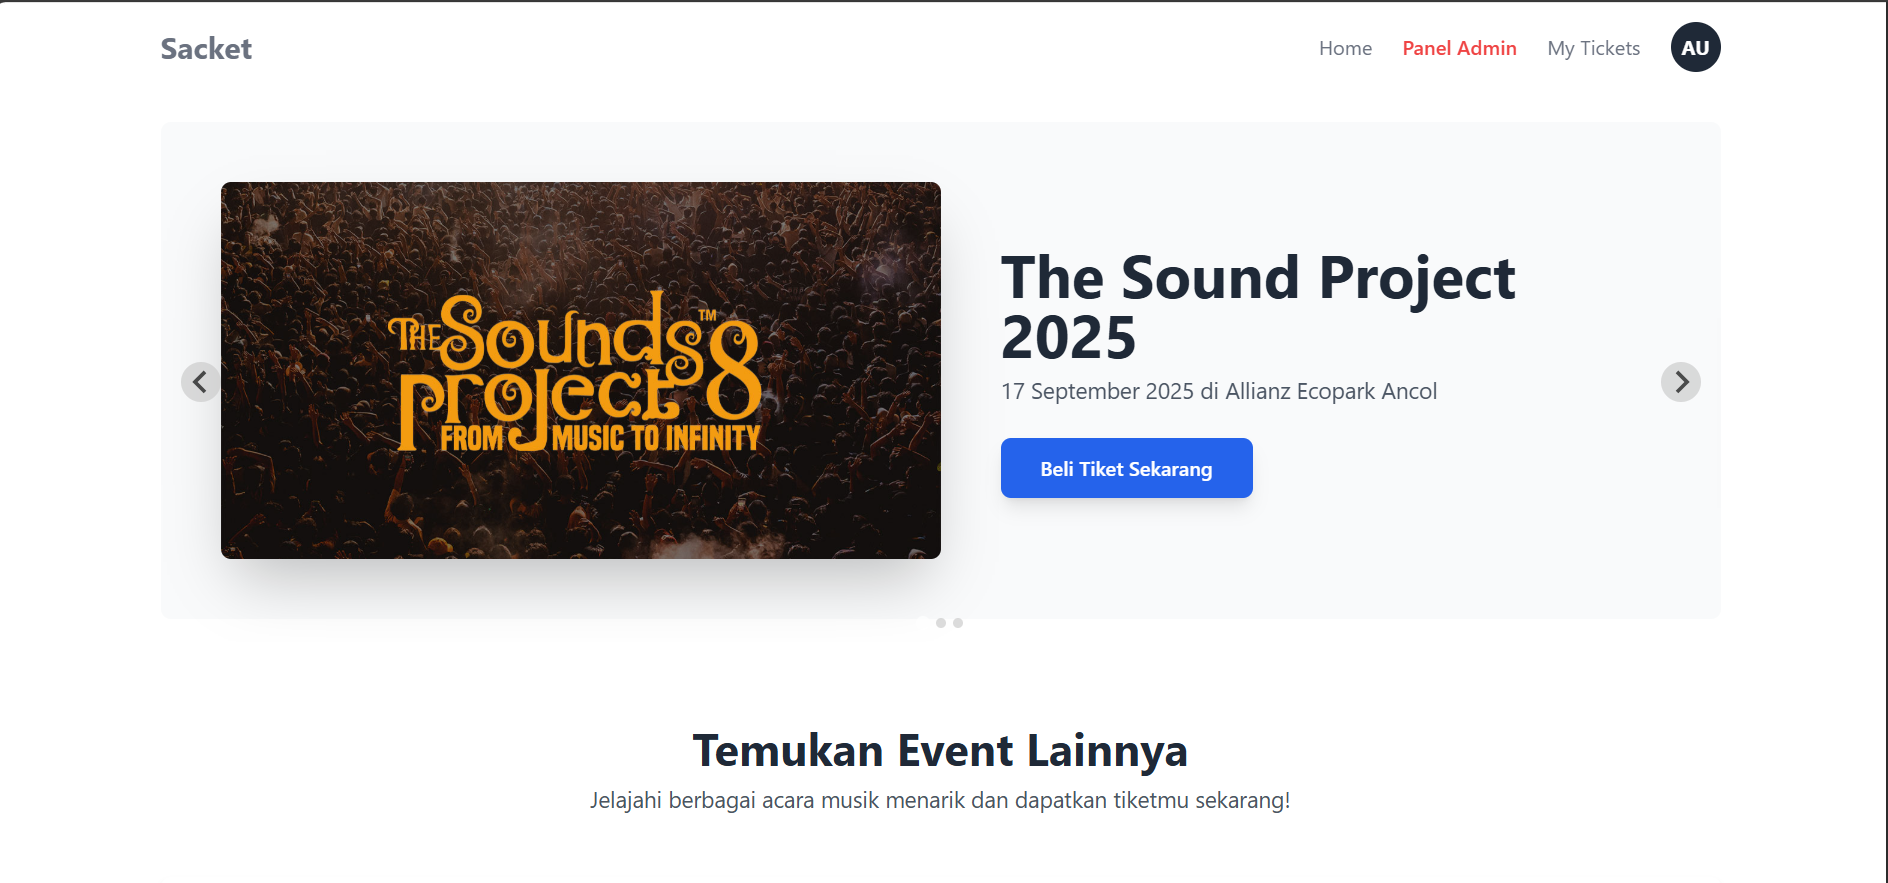 Sacket
Home
Panel Admin
My Tickets
AU
THE Sounds™
project 8
FROM MUSIC TO INFINITY
The Sound Project
2025
17 September 2025 di Allianz Ecopark Ancol
Beli Tiket Sekarang
Temukan Event Lainnya
Jelajahi berbagai acara musik menarik dan dapatkan tiketmu sekarang!